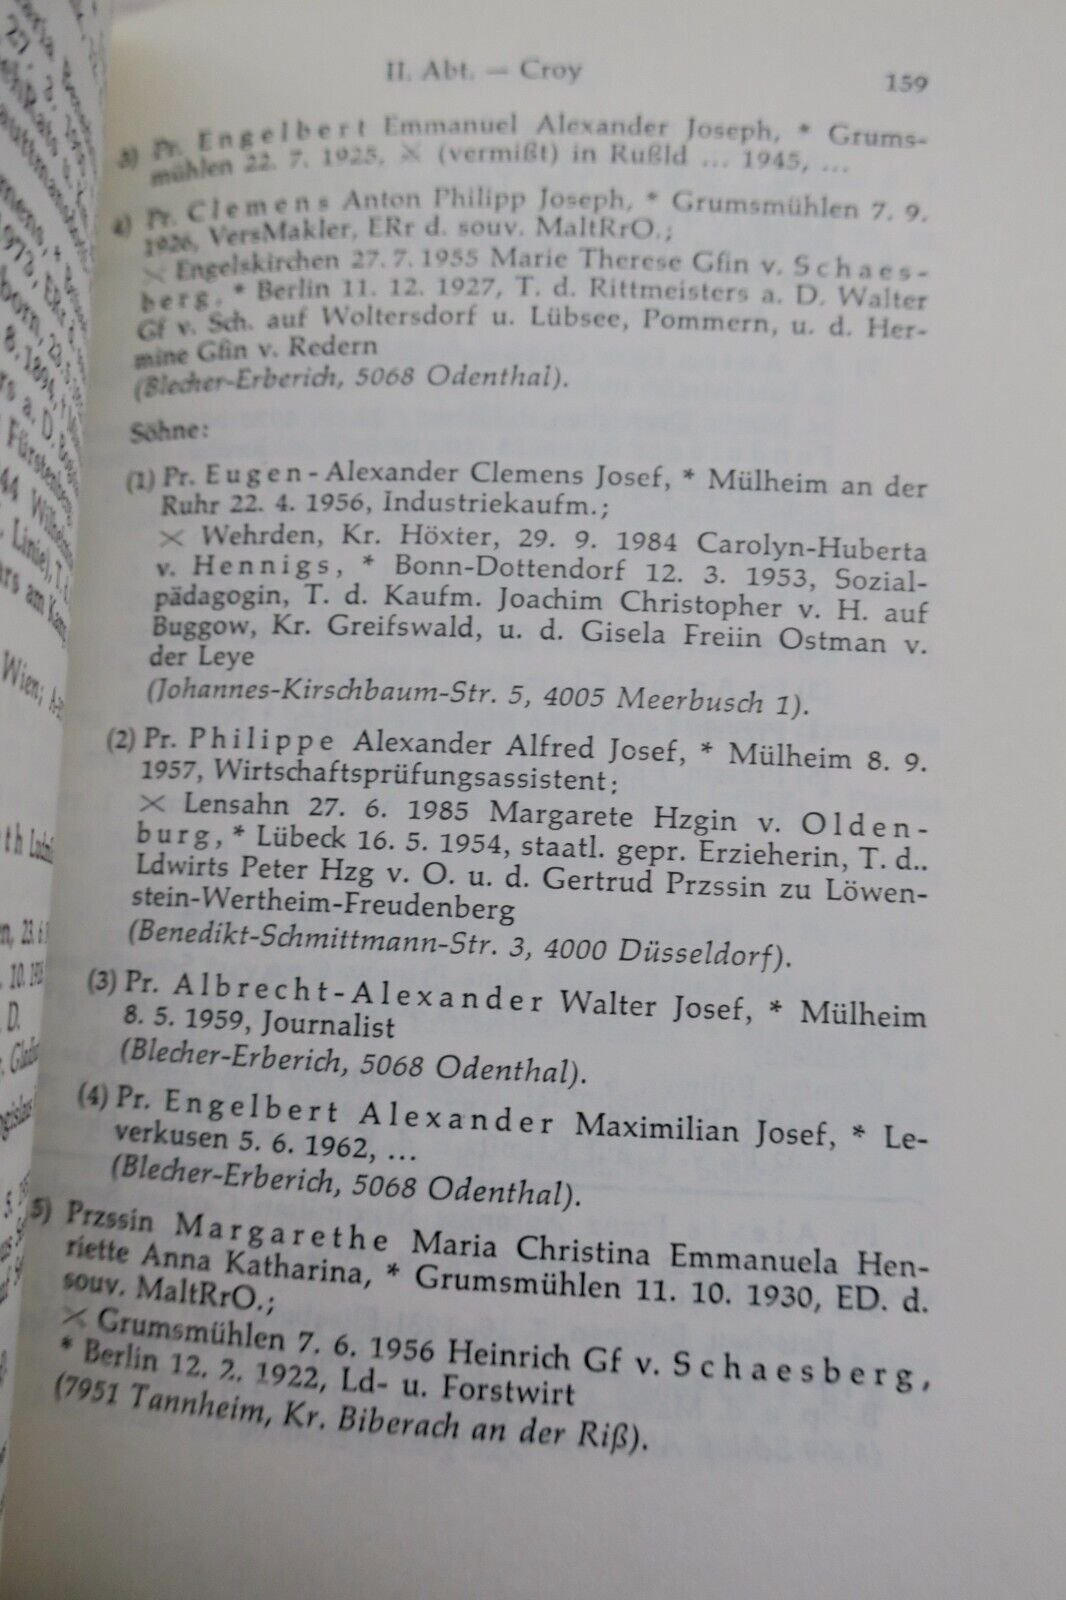 II. Abt. — Croy
159
3) Pr. Engelbert Emmanuel Alexander Joseph, * Grums-
mühlen 22. 7. 1925, ⚔ (vermißt) in Rußld ... 1945, ...
4) Pr. Clemens Anton Philipp Joseph, * Grumsmühlen 7. 9.
1926, VersMakler, ERr d. souv. MaltRrO.;
⚔ Engelskirchen 27. 7. 1955 Marie Therese Gfin v. Schaes-
berg, * Berlin 11. 12. 1927, T. d. Rittmeisters a. D. Walter
Gf v. Sch. auf Woltersdorf u. Lübsee, Pommern, u. d. Her-
mine Gfin v. Redern
(Blecher-Erberich, 5068 Odenthal).
Söhne:
(1) Pr. Eugen-Alexander Clemens Josef, * Mülheim an der
Ruhr 22. 4. 1956, Industriekaufm.;
⚔ Wehrden, Kr. Höxter, 29. 9. 1984 Carolyn-Huberta
v. Hennigs, * Bonn-Dottendorf 12. 3. 1953, Sozial-
pädagogin, T. d. Kaufm. Joachim Christopher v. H. auf
Buggow, Kr. Greifswald, u. d. Gisela Freiin Ostman v.
der Leye
(Johannes-Kirschbaum-Str. 5, 4005 Meerbusch 1).
(2) Pr. Philippe Alexander Alfred Josef, * Mülheim 8. 9.
1957, Wirtschaftsprüfungsassistent;
⚔ Lensahn 27. 6. 1985 Margarete Hzgin v. Olden-
burg, * Lübeck 16. 5. 1954, staatl. gepr. Erzieherin, T. d..
Ldwirts Peter Hzg v. O. u. d. Gertrud Przssin zu Löwen-
stein-Wertheim-Freudenberg
(Benedikt-Schmittmann-Str. 3, 4000 Düsseldorf).
(3) Pr. Albrecht-Alexander Walter Josef, * Mülheim
8. 5. 1959, Journalist
(Blecher-Erberich, 5068 Odenthal).
(4) Pr. Engelbert Alexander Maximilian Josef, * Le-
verkusen 5. 6. 1962, ...
(Blecher-Erberich, 5068 Odenthal).
5) Przssin Margarethe Maria Christina Emmanuela Hen-
riette Anna Katharina, * Grumsmühlen 11. 10. 1930, ED. d.
souv. MaltRrO.;
⚔ Grumsmühlen 7. 6. 1956 Heinrich Gf v. Schaesberg,
* Berlin 12. 2. 1922, Ld- u. Forstwirt
(7951 Tannheim, Kr. Biberach an der Riß).